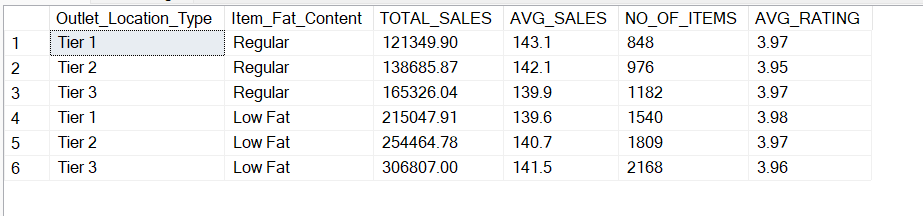 Outlet_Location_Type Item_Fat_Content TOTAL_SALES AVG_SALES NO_OF_ITEMS AVG_RATING
1 Tier 1 Regular 121349.90 143.1 848 3.97
2 Tier 2 Regular 138685.87 142.1 976 3.95
3 Tier 3 Regular 165326.04 139.9 1182 3.97
4 Tier 1 Low Fat 215047.91 139.6 1540 3.98
5 Tier 2 Low Fat 254464.78 140.7 1809 3.97
6 Tier 3 Low Fat 306807.00 141.5 2168 3.96